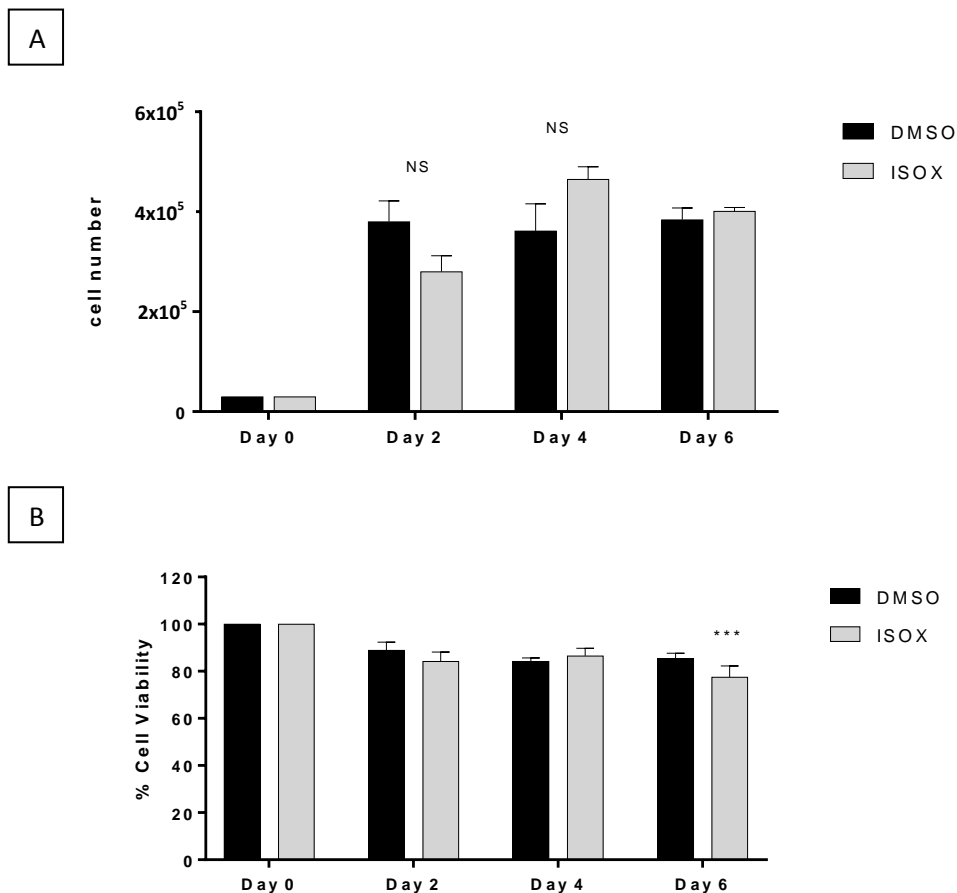 A
6x10⁵
4x10⁵
2x10⁵
0
cell number
NS
NS
DMSO
ISOX
Day 0 Day 2 Day 4 Day 6
B
120
100
80
60
40
20
0
% Cell Viability
***
DMSO
ISOX
Day 0 Day 2 Day 4 Day 6